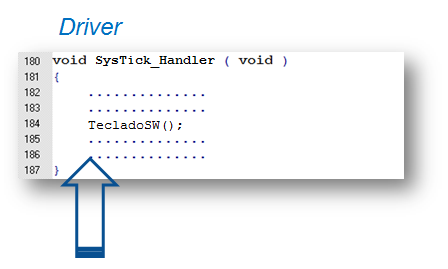 Driver
180 void SysTick_Handler ( void )
181 {
182 ..............
183 ..............
184 TecladoSW();
185 ..............
186 ..............
187 }